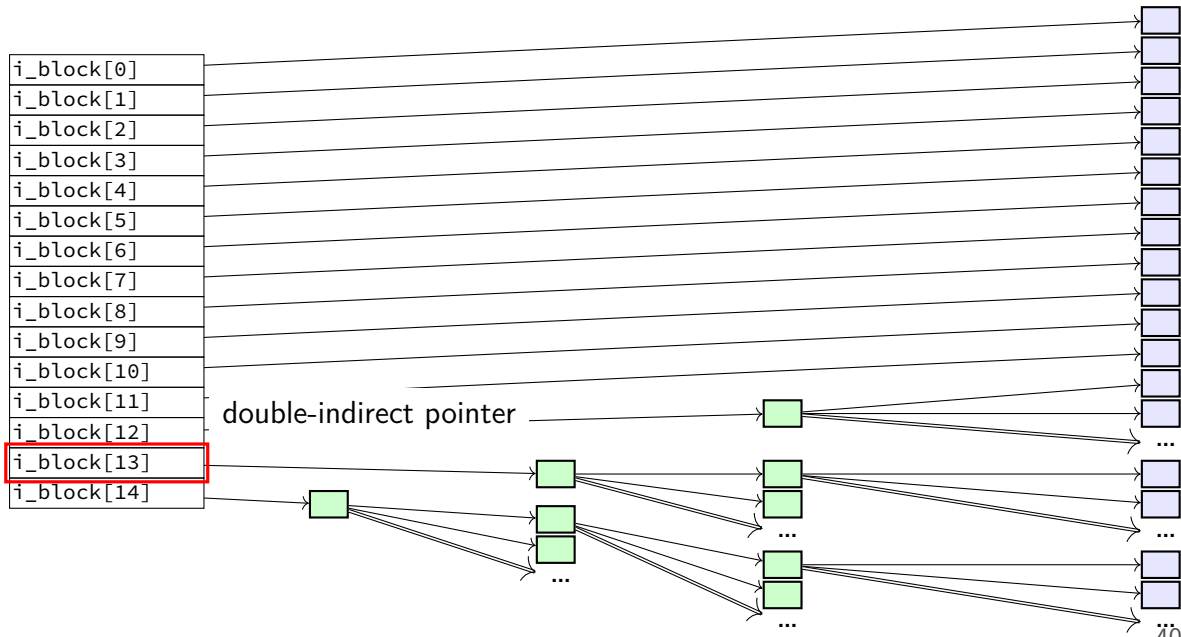 i_block[0]
i_block[1]
i_block[2]
i_block[3]
i_block[4]
i_block[5]
i_block[6]
i_block[7]
i_block[8]
i_block[9]
i_block[10]
i_block[11]
double-indirect pointer
i_block[12]
...
i_block[13]
i_block[14]
...
...
...
...
...
40